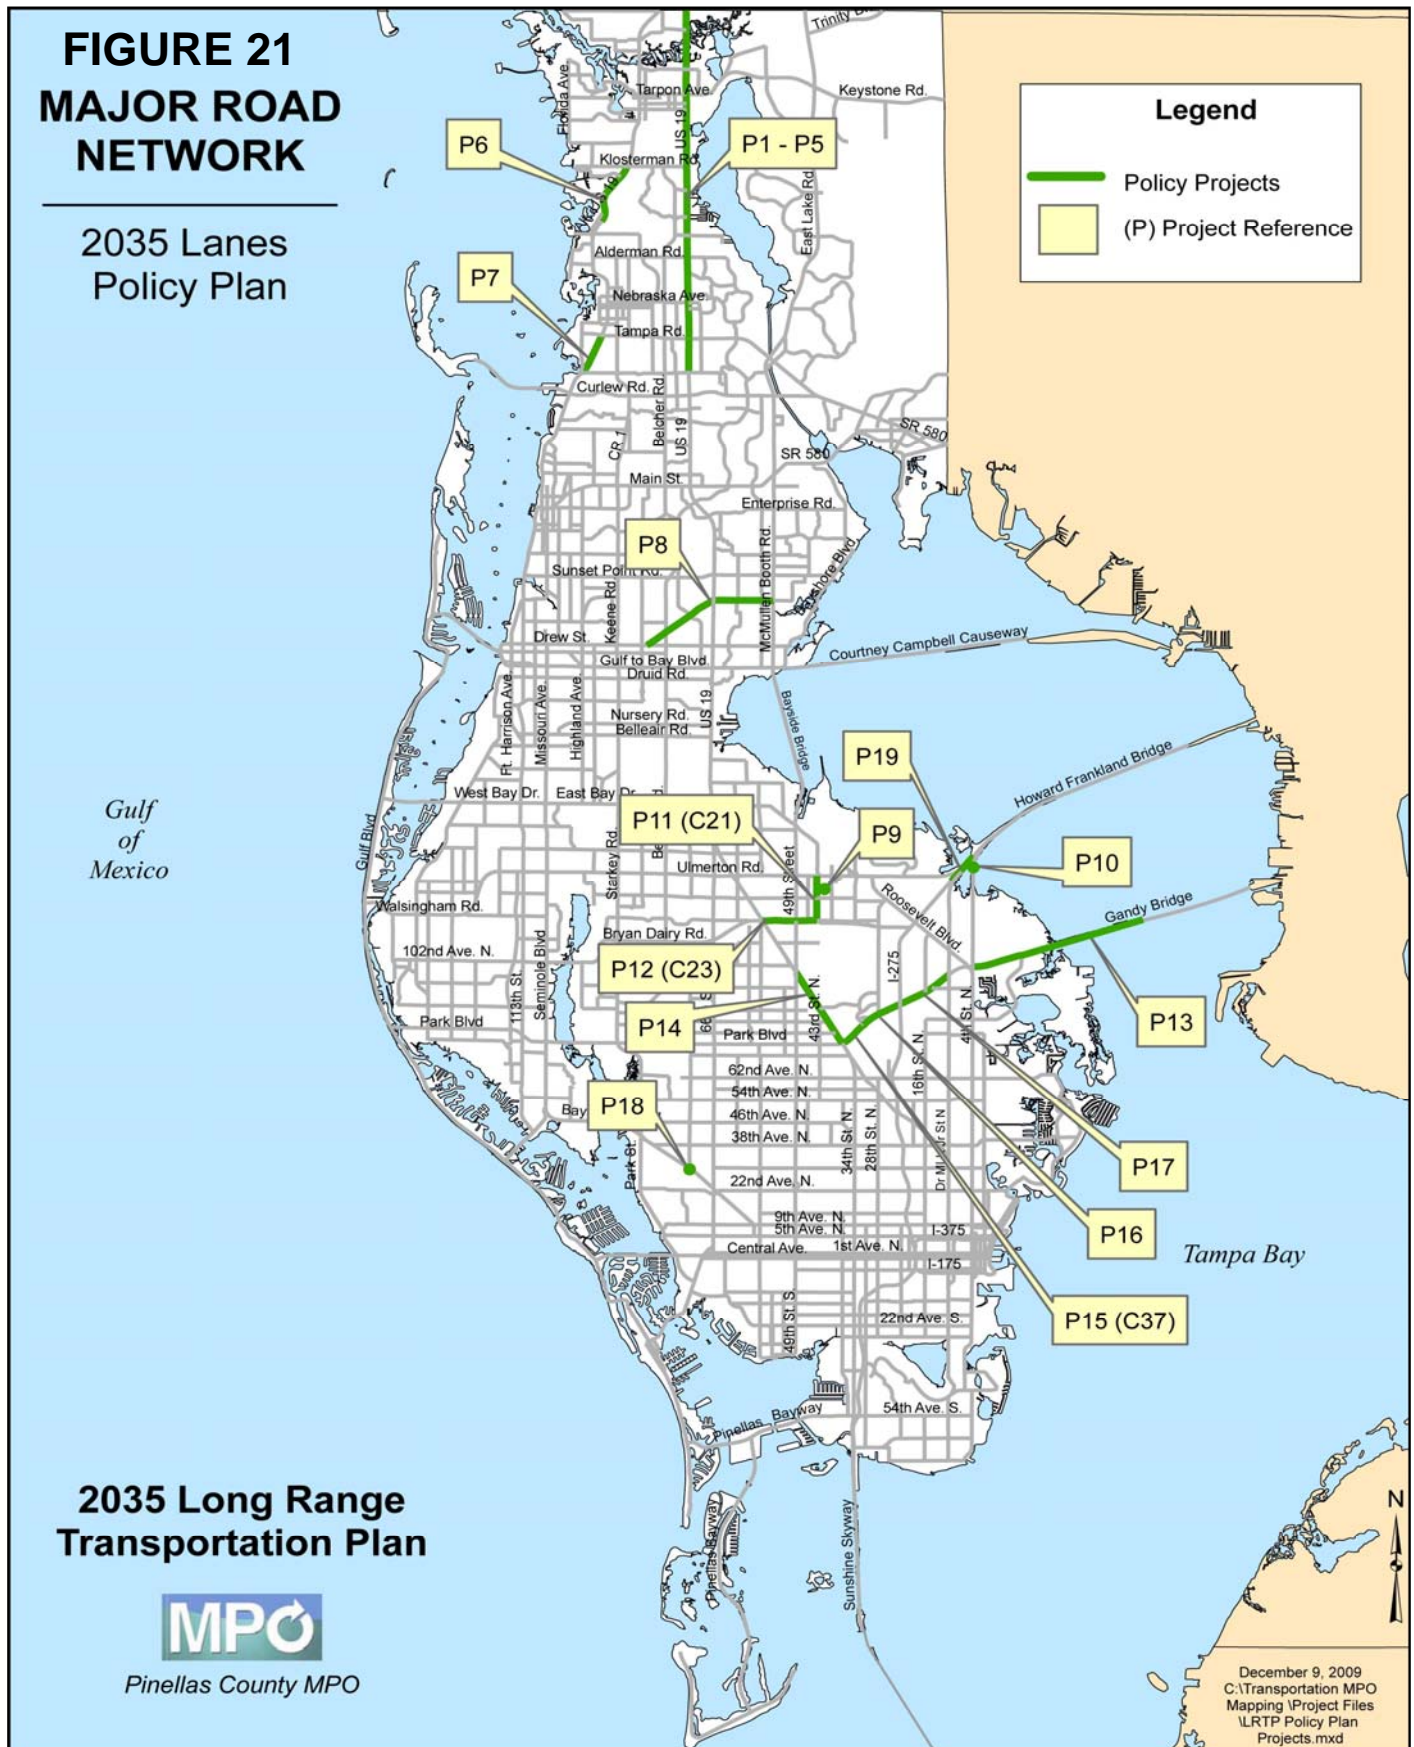 FIGURE 21
MAJOR ROAD
NETWORK
2035 Lanes
Policy Plan
Legend
Policy Projects
(P) Project Reference
Tarpon Ave.
Keystone Rd.
Florida Ave.
US 19
P6
P1 - P5
Klosterman Rd.
East Lake Rd.
Alderman Rd.
P7
Nebraska Ave.
Tampa Rd.
Curlew Rd.
Belcher Rd.
CR 1
US 19
SR 580
SR 580
Main St.
Enterprise Rd.
P8
Sunset Point Rd.
Keene Rd.
McMullen Booth Rd.
Drew St.
Courtney Campbell Causeway
Gulf to Bay Blvd.
Druid Rd.
Ft. Harrison Ave.
Missouri Ave.
Highland Ave.
US 19
Bayside Bridge
Nursery Rd.
Belleair Rd.
P19
Howard Frankland Bridge
West Bay Dr.
East Bay Dr.
Gulf
of
Mexico
Gulf Blvd.
P11 (C21)
P9
P10
Starkey Rd.
Ulmerton Rd.
49th Street
Walsingham Rd.
Roosevelt Blvd.
Gandy Bridge
Bryan Dairy Rd.
102nd Ave. N.
113th St.
Seminole Blvd
P12 (C23)
I-275
P14
43rd St. N.
4th St. N.
P13
Park Blvd
Park Blvd
62nd Ave. N.
16th St. N.
54th Ave. N.
P18
46th Ave. N.
38th Ave. N.
34th St. N.
28th St. N.
Park St.
P17
22nd Ave. N.
9th Ave. N.
5th Ave. N.
I-375
P16
Central Ave.
1st Ave. N.
I-175
Tampa Bay
P15 (C37)
49th St. S.
22nd Ave. S.
54th Ave. S.
Pinellas Bayway
Pinellas Bayway
Sunshine Skyway
2035 Long Range
Transportation Plan
MPO
Pinellas County MPO
N
December 9, 2009
C:\Transportation MPO
Mapping \Project Files
\LRTP Policy Plan
Projects.mxd